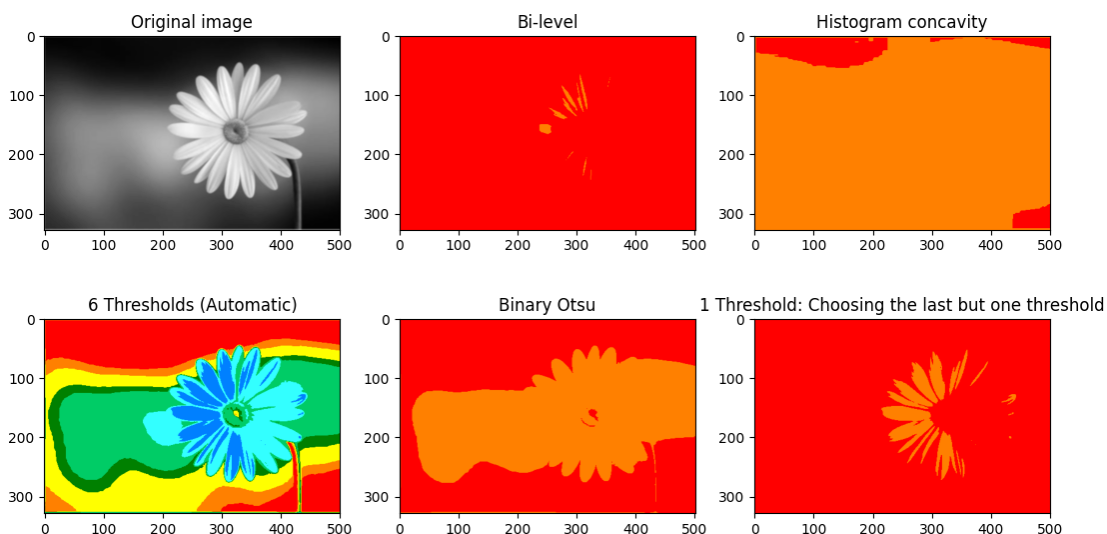 Original image
Bi-level
Histogram concavity
0
100
200
300
0 100 200 300 400 500
0
100
200
300
0 100 200 300 400 500
0
100
200
300
0 100 200 300 400 500
6 Thresholds (Automatic)
Binary Otsu
1 Threshold: Choosing the last but one threshold
0
100
200
300
0 100 200 300 400 500
0
100
200
300
0 100 200 300 400 500
0
100
200
300
0 100 200 300 400 500